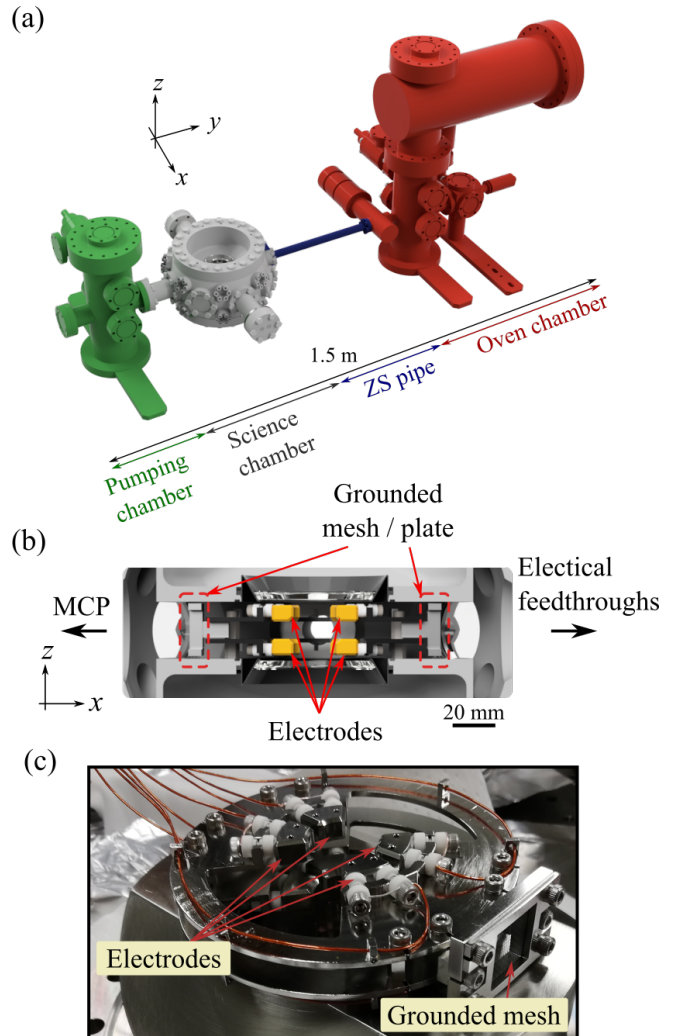 (a)
z
y
x
Oven chamber
1.5 m
ZS pipe
Science
chamber
Pumping
chamber
Grounded
mesh / plate
(b)
MCP
Electical
feedthroughs
z
x
Electrodes
20 mm
(c)
Electrodes
Grounded mesh